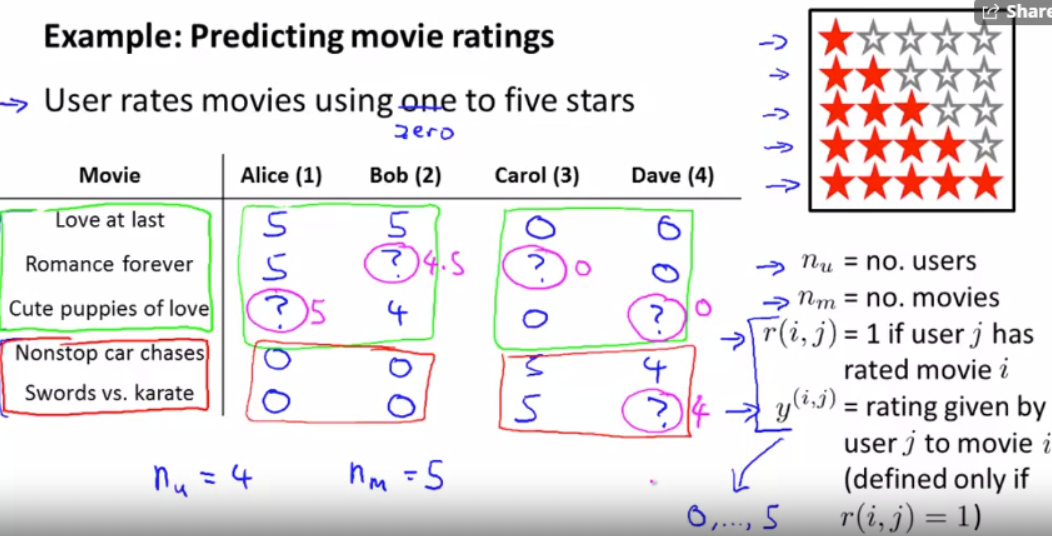 Share
Example: Predicting movie ratings
→ User rates movies using one to five stars
zero
Movie Alice (1) Bob (2) Carol (3) Dave (4)
Love at last 5 5 0 0
Romance forever 5 ? 4.5 ? 0 0
Cute puppies of love ? 5 4 0 ? 0
Nonstop car chases 0 0 5 4
Swords vs. karate 0 0 5 ? 4
n_u = 4 n_m = 5
→ n_u = no. users
→ n_m = no. movies
→ r(i, j) = 1 if user j has
rated movie i
→ y^(i,j) = rating given by
user j to movie i
(defined only if
r(i, j) = 1)
0, ..., 5